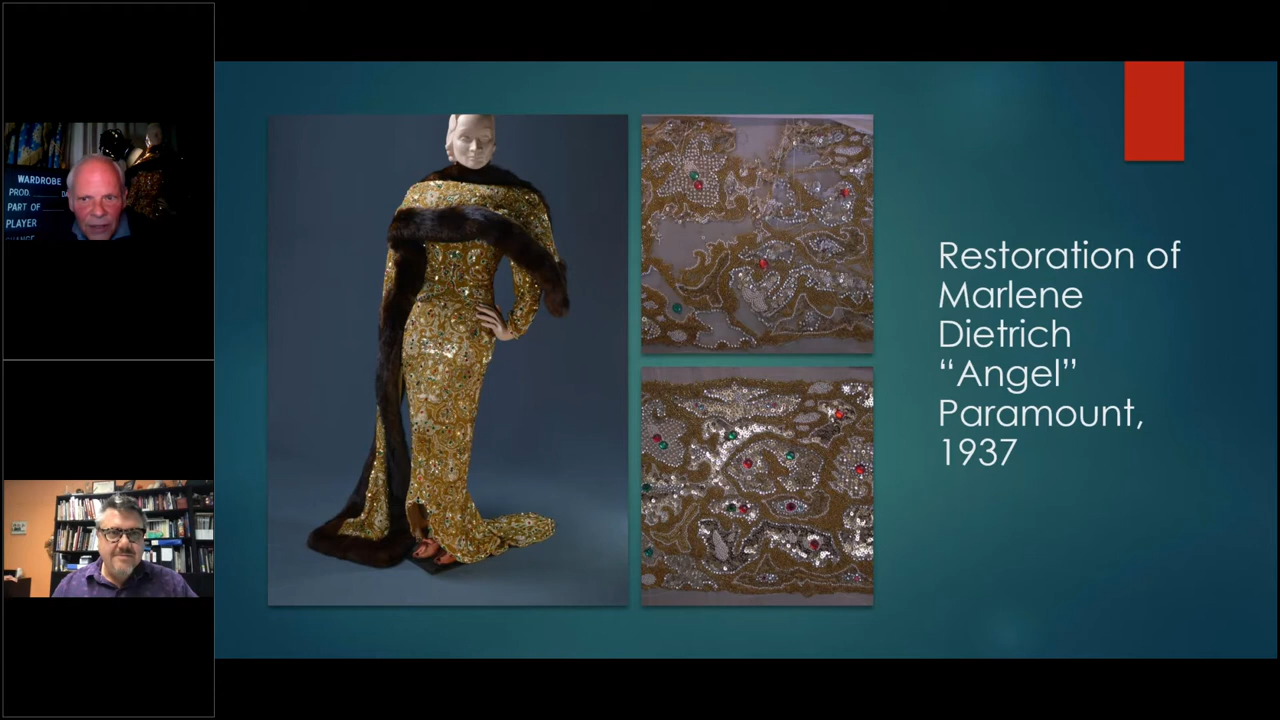 WARDROBE
PROD.
PART OF
PLAYER
Restoration of
Marlene
Dietrich
“Angel”
Paramount,
1937